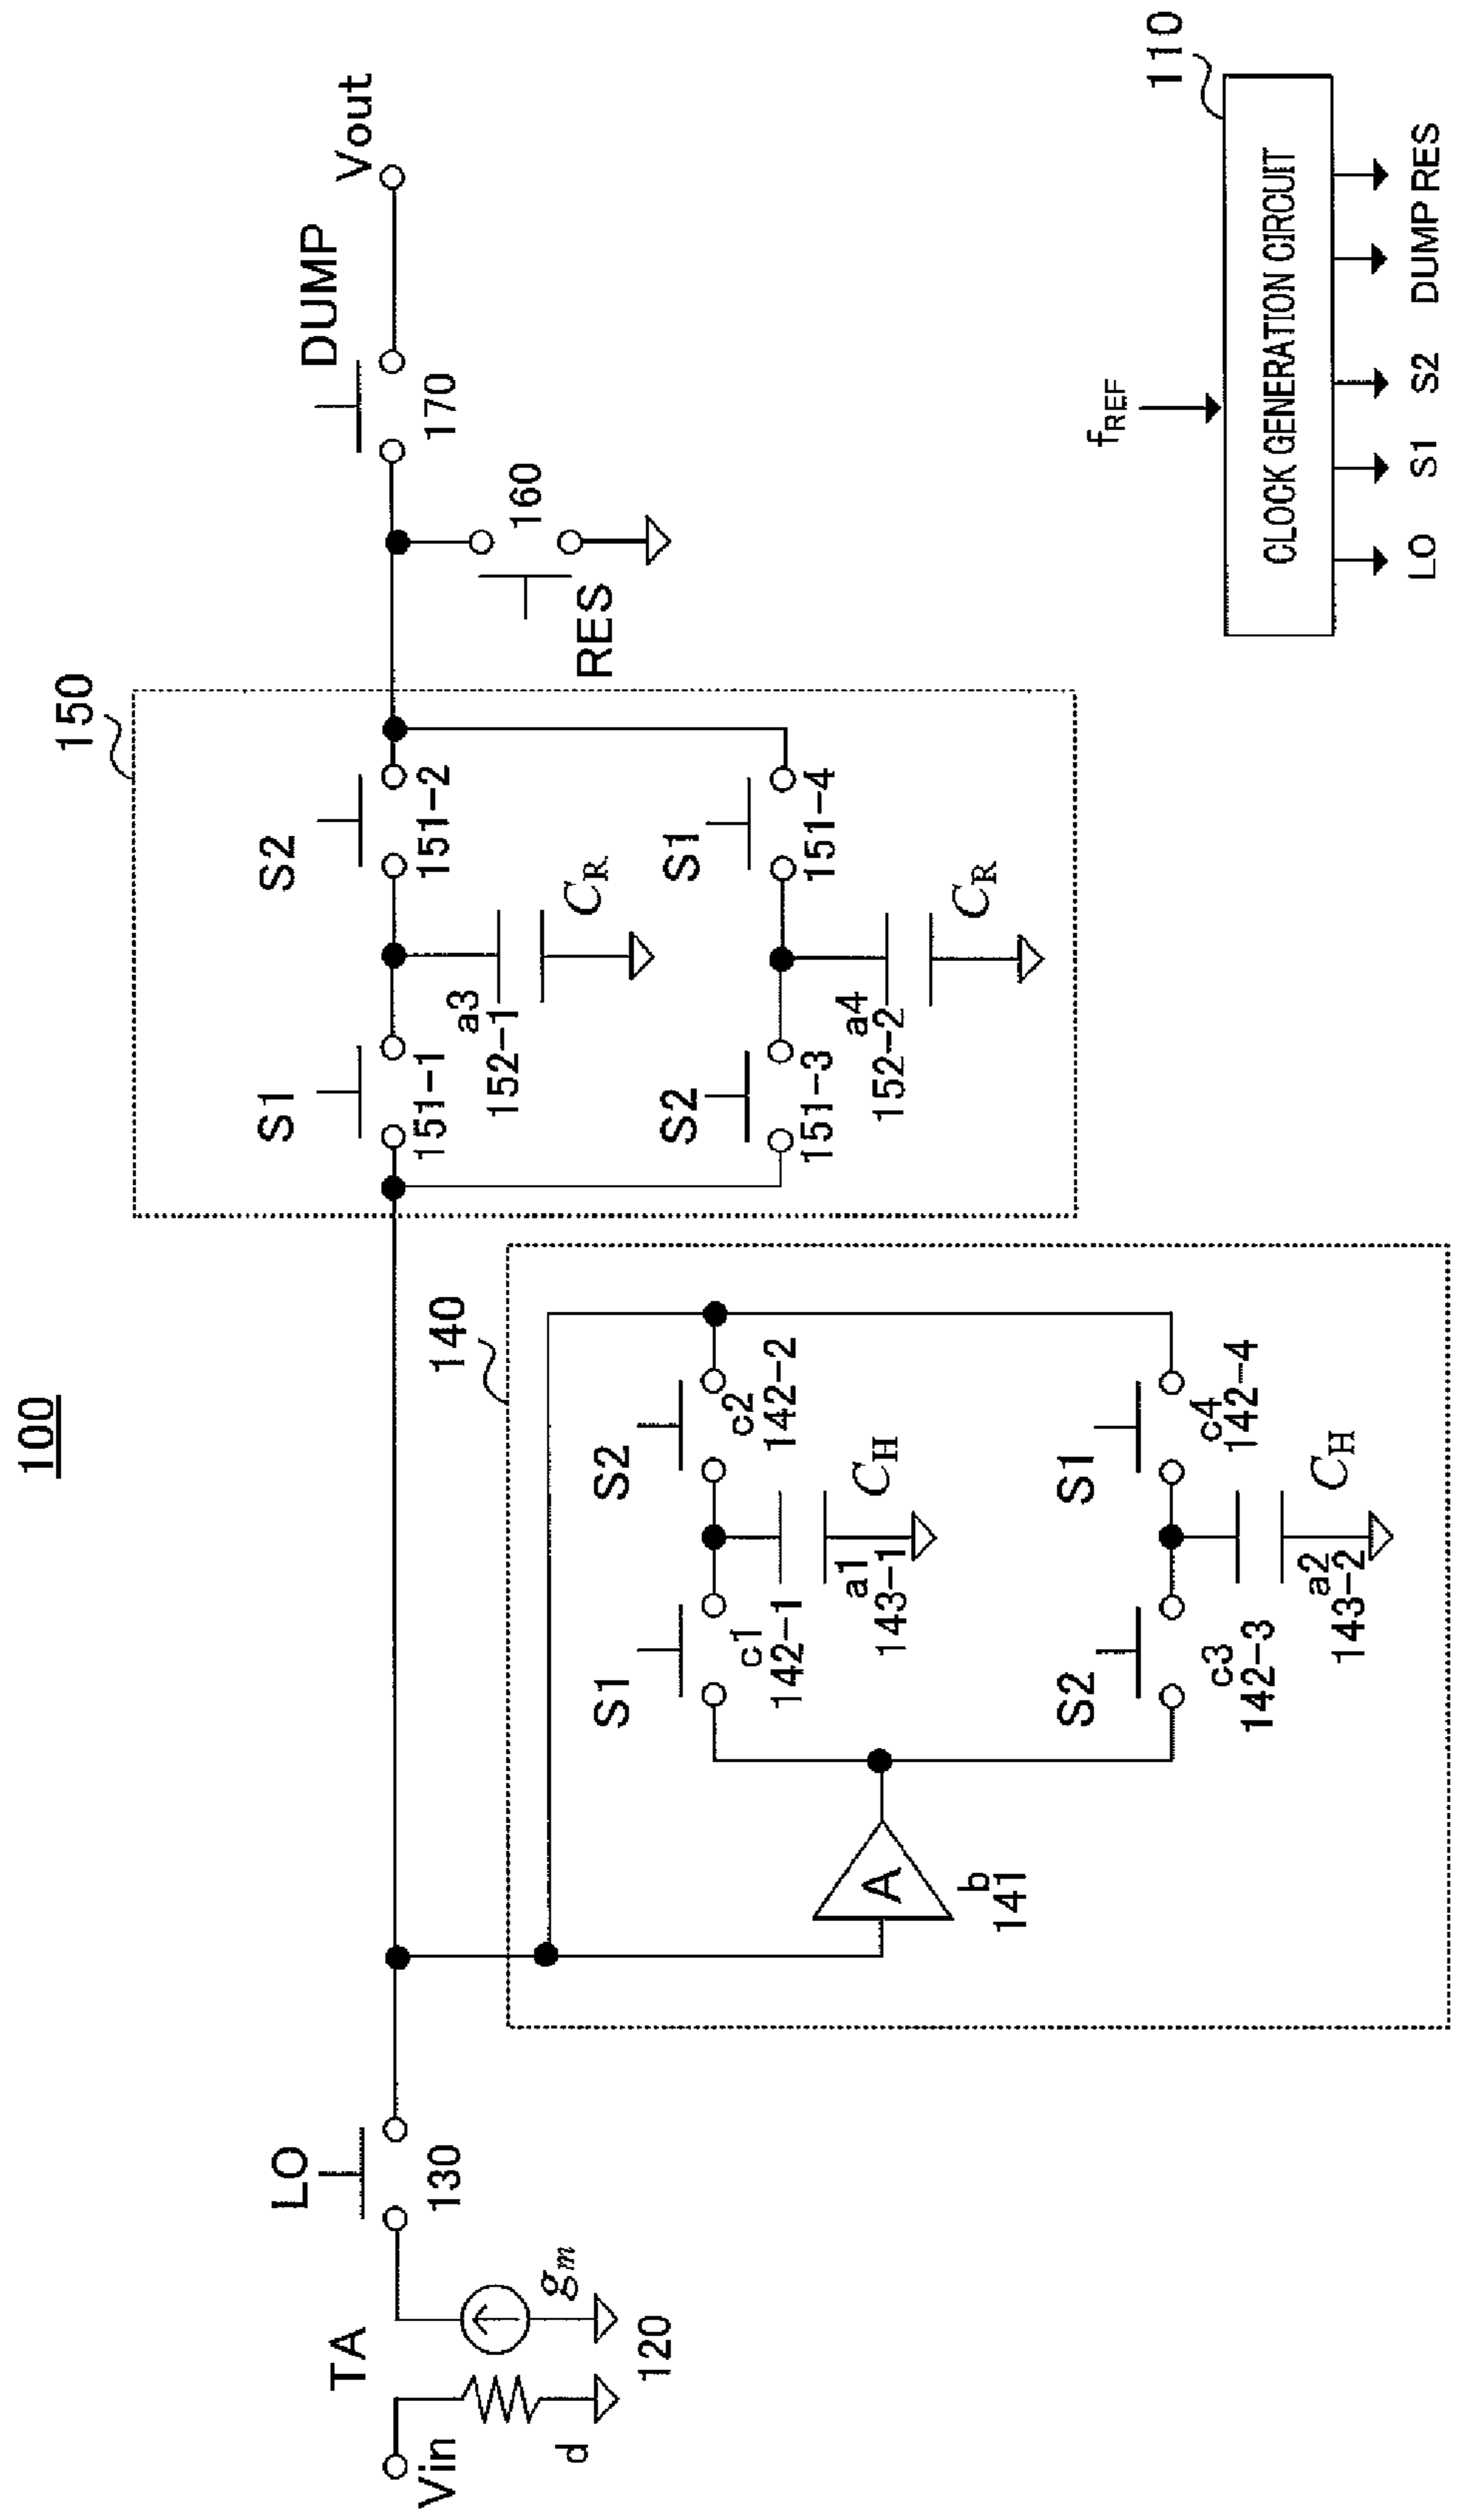 100
Vin
d
TA
gm
120
LO
130
140
A
b
141
S1
c1
142-1
S2
c2
142-2
a1
143-1
CH
S2
c3
142-3
S1
c4
142-4
a2
143-2
CH
150
S1
151-1
S2
151-2
a3
152-1
CR
S2
151-3
S1
151-4
a4
152-2
CR
RES
160
DUMP
170
Vout
110
fREF
CLOCK GENERATION CIRCUIT
LO S1 S2 DUMP RES